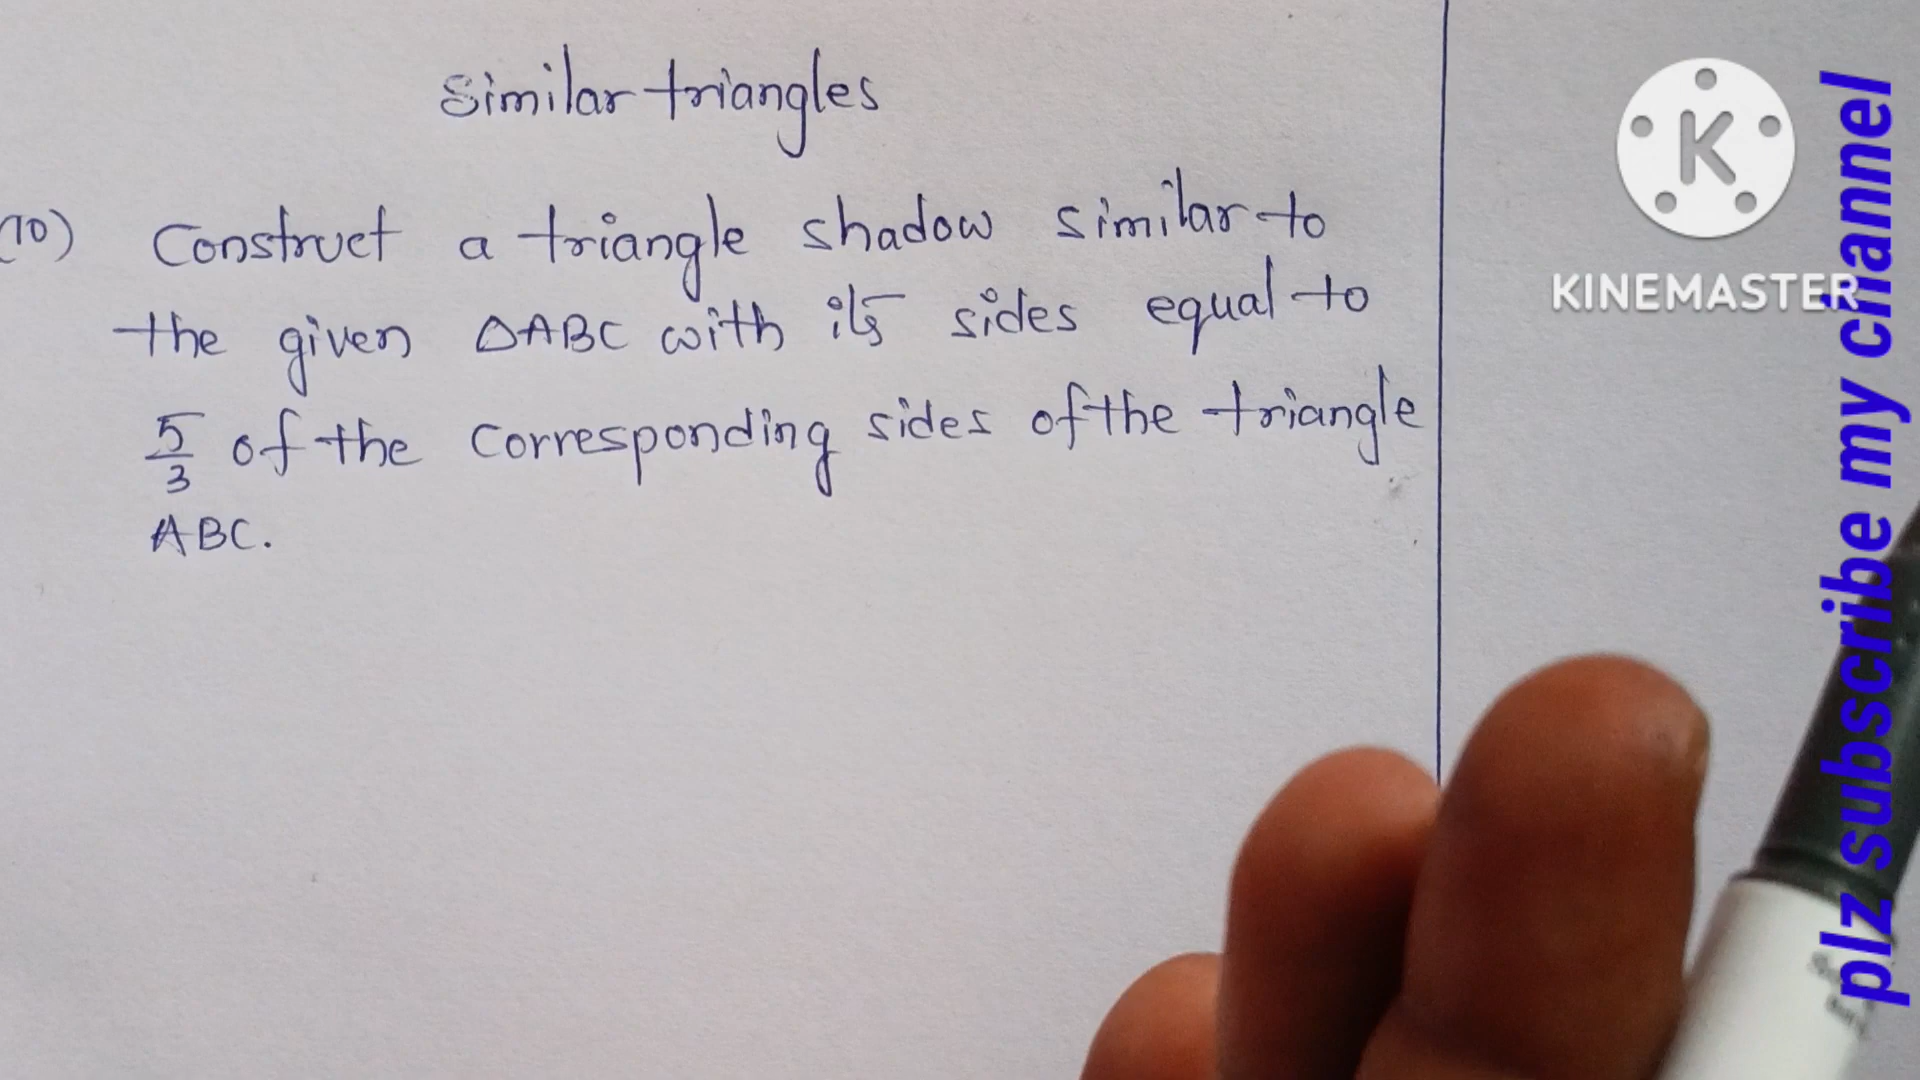 Similar triangles
(10) Construct a triangle shadow similar to
the given ΔABC with its sides equal to
5/3 of the corresponding sides of the triangle
ABC.
KINEMASTER
plz subscribe my channel